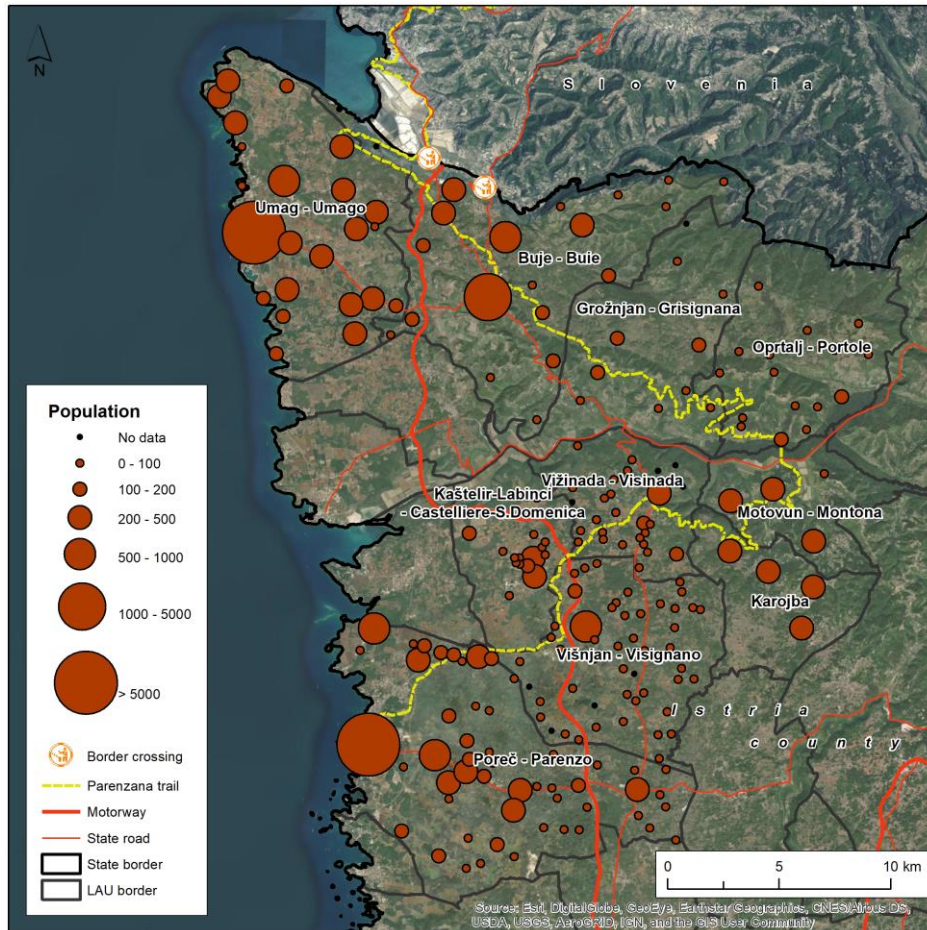 N
S l o v e n i a
Umag - Umago
Buje - Buie
Grožnjan - Grisignana
Oprtalj - Portole
Vižinada - Visinada
Kaštelir-Labinci
- Castelliere-S.Domenica
Motovun - Montona
Karojba
Višnjan - Visignano
I s t r i a
c o u n t y
Poreč - Parenzo
Population
No data
0 - 100
100 - 200
200 - 500
500 - 1000
1000 - 5000
> 5000
Border crossing
Parenzana trail
Motorway
State road
State border
LAU border
0 5 10 km
Source: Esri, DigitalGlobe, GeoEye, Earthstar Geographics, CNES/Airbus DS,
USDA, USGS, AeroGRID, IGN, and the GIS User Community